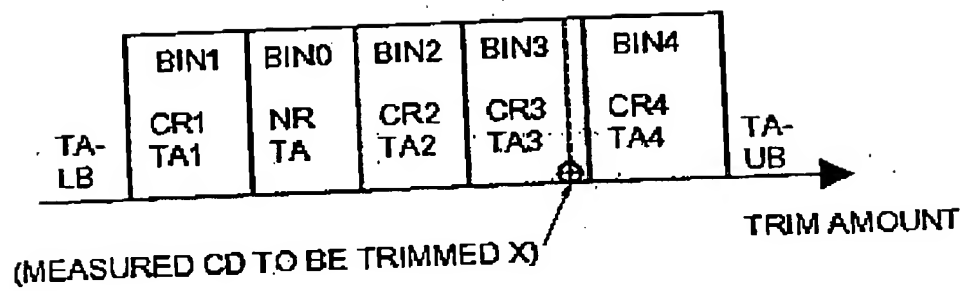 BIN1 BIN0 BIN2 BIN3 BIN4
CR1 NR CR2 CR3 CR4
TA1 TA TA2 TA3 TA4
TA-
LB
TA-
UB
TRIM AMOUNT
(MEASURED CD TO BE TRIMMED X)